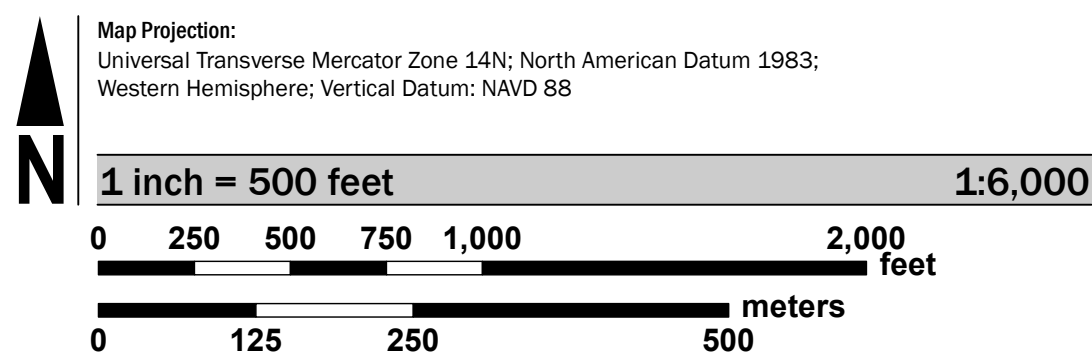 Map Projection:
Universal Transverse Mercator Zone 14N; North American Datum 1983;
Western Hemisphere; Vertical Datum: NAVD 88
N
1 inch = 500 feet 1:6,000
0 250 500 750 1,000 2,000
feet
meters
0 125 250 500